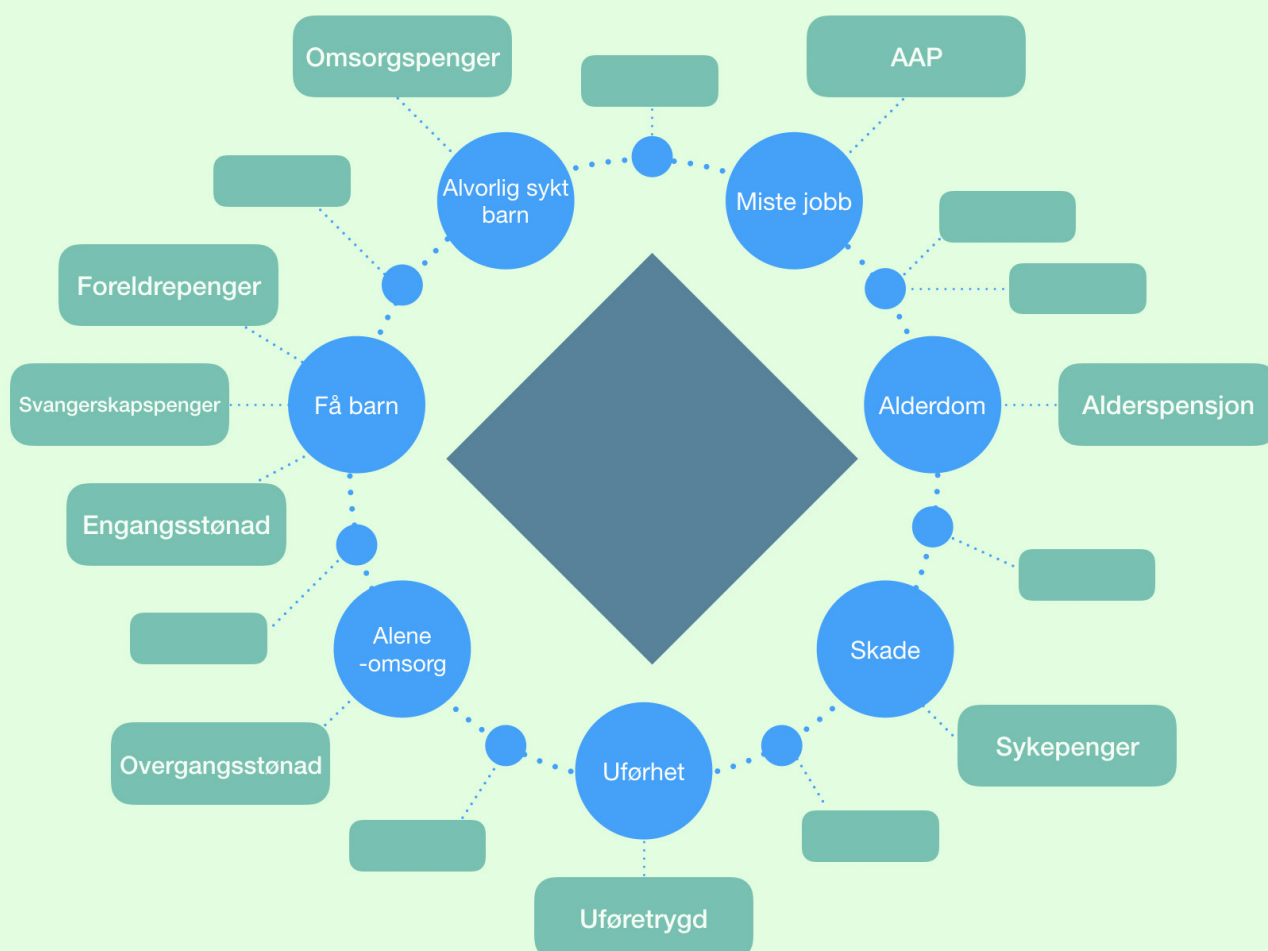 Omsorgspenger
AAP
Alvorlig sykt
barn
Miste jobb
Foreldrepenger
Svangerskapspenger
Få barn
Alderdom
Alderspensjon
Engangsstønad
Alene
-omsorg
Skade
Overgangsstønad
Sykepenger
Uførhet
Uføretrygd